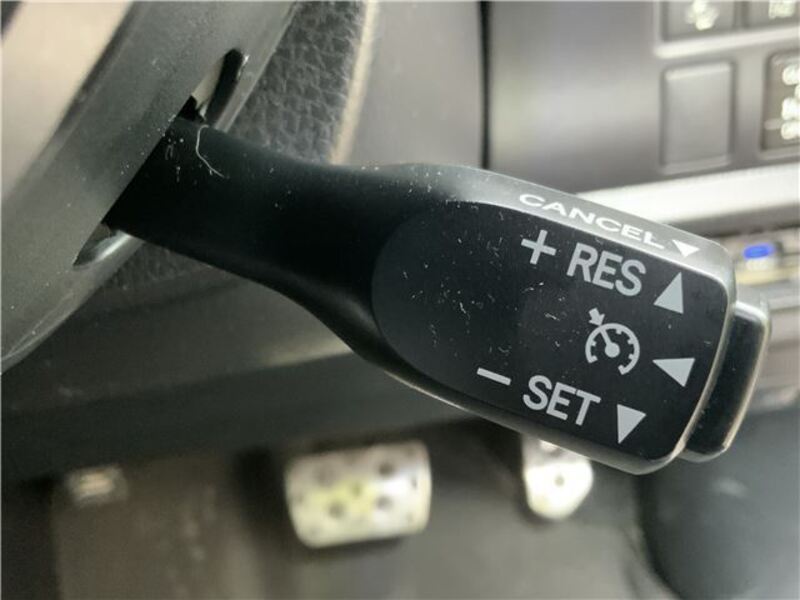 CANCEL
+ RES
- SET